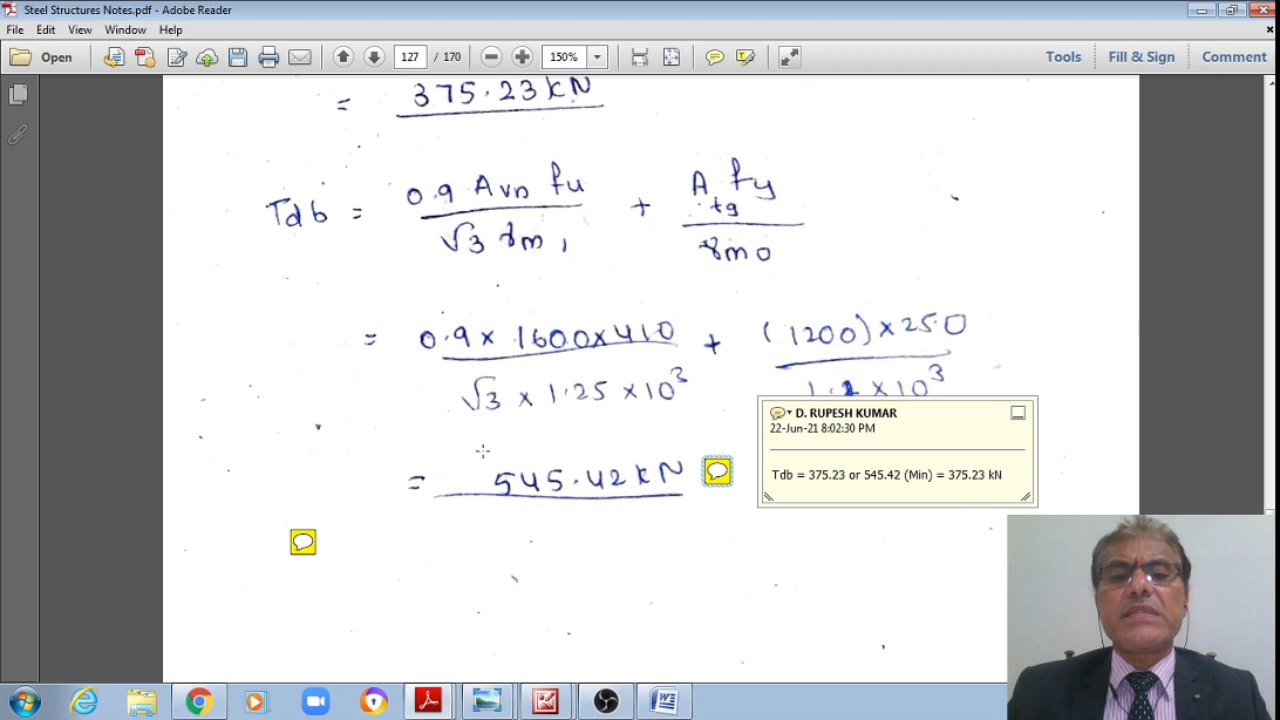 Steel Structures Notes.pdf - Adobe Reader
File Edit View Window Help
Open 127 / 170 150% Tools Fill & Sign Comment
= 375.23 kN
Tdb = 0.9 Avn fu / √3 γm1 + Atg fy / γm0
= 0.9 × 1600 × 410 / √3 × 1.25 × 10³ + (1200) × 250 / 1.1 × 10³
= 545.42 kN
D. RUPESH KUMAR
22-Jun-21 8:02:30 PM
Tdb = 375.23 or 545.42 (Min) = 375.23 kN